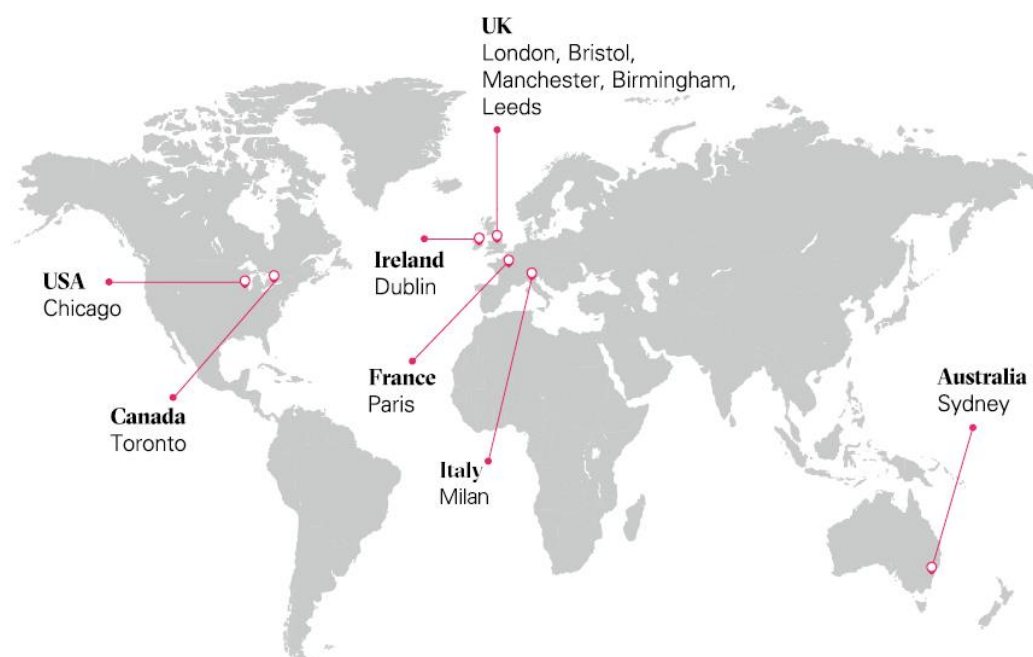 UK
London, Bristol,
Manchester, Birmingham,
Leeds
Ireland
Dublin
USA
Chicago
France
Paris
Australia
Sydney
Canada
Toronto
Italy
Milan